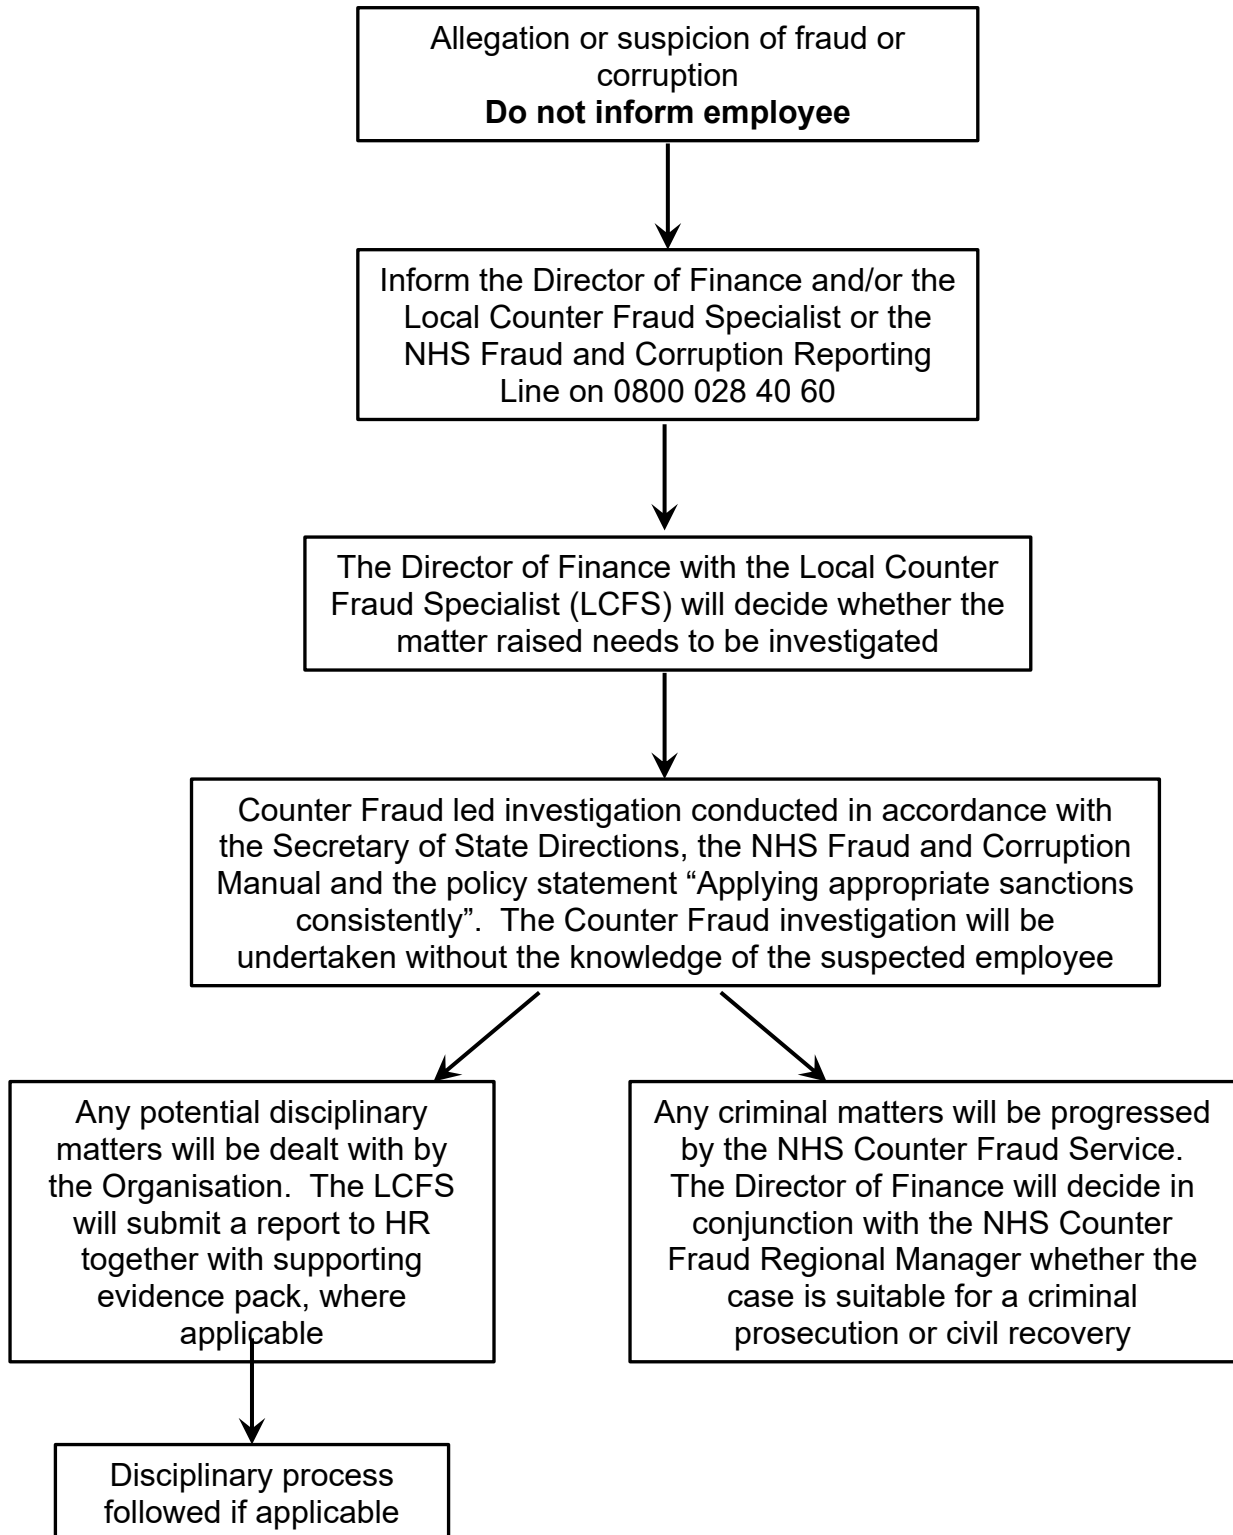 Allegation or suspicion of fraud or
corruption
Do not inform employee
Inform the Director of Finance and/or the
Local Counter Fraud Specialist or the
NHS Fraud and Corruption Reporting
Line on 0800 028 40 60
The Director of Finance with the Local Counter
Fraud Specialist (LCFS) will decide whether the
matter raised needs to be investigated
Counter Fraud led investigation conducted in accordance with
the Secretary of State Directions, the NHS Fraud and Corruption
Manual and the policy statement “Applying appropriate sanctions
consistently”.  The Counter Fraud investigation will be
undertaken without the knowledge of the suspected employee
Any potential disciplinary
matters will be dealt with by
the Organisation.  The LCFS
will submit a report to HR
together with supporting
evidence pack, where
applicable
Any criminal matters will be progressed
by the NHS Counter Fraud Service.
The Director of Finance will decide in
conjunction with the NHS Counter
Fraud Regional Manager whether the
case is suitable for a criminal
prosecution or civil recovery
Disciplinary process
followed if applicable